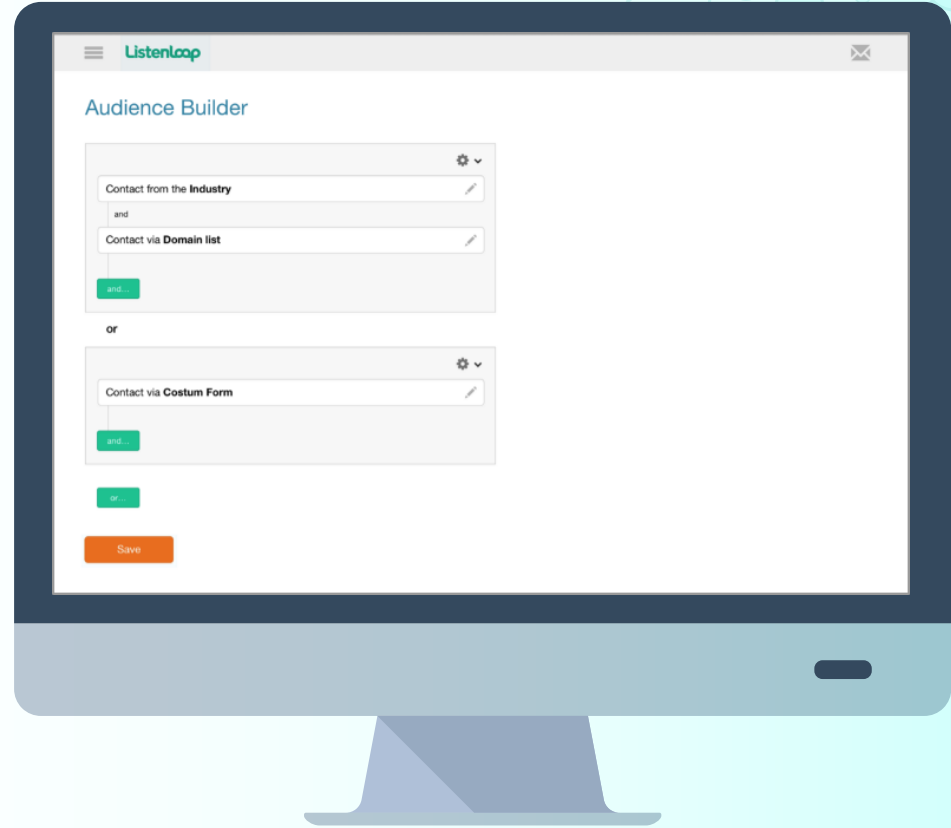 Listenloop
Audience Builder
Contact from the Industry
and
Contact via Domain list
and...
or
Contact via Costum Form
and...
or...
Save